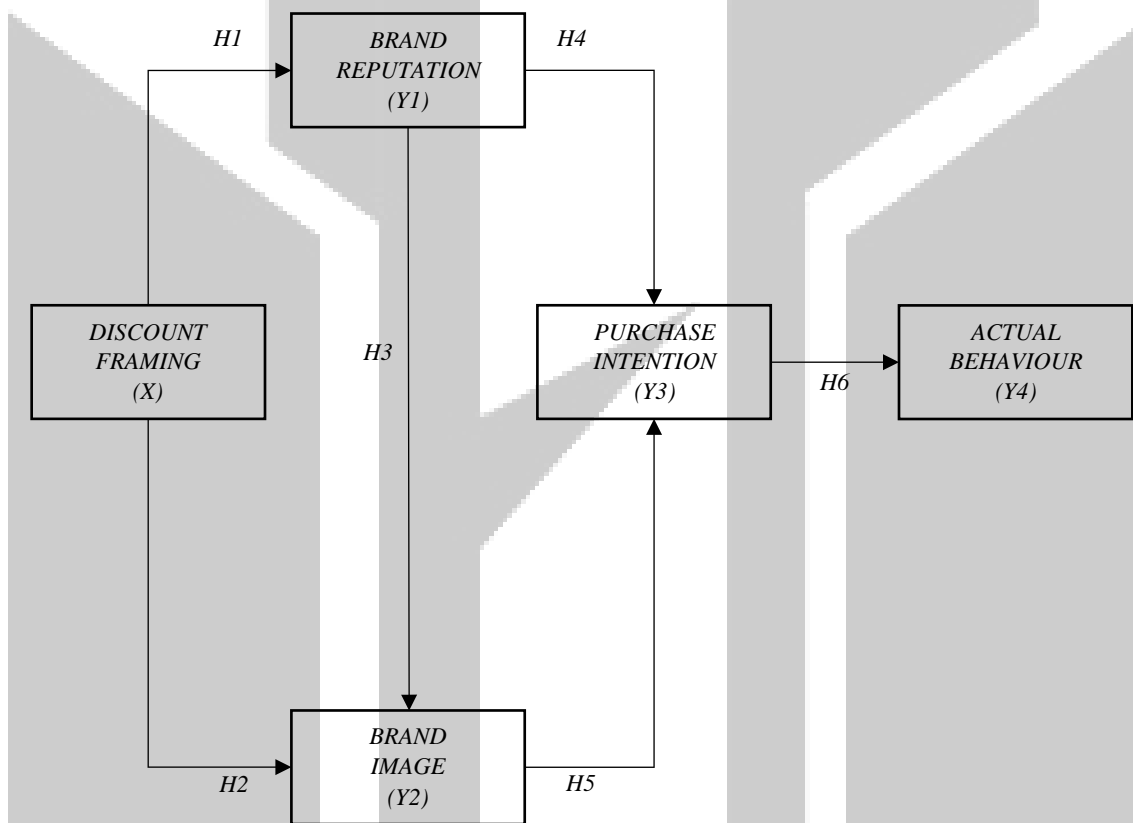 H1
BRAND
REPUTATION
(Y1)
H4
DISCOUNT
FRAMING
(X)
H3
PURCHASE
INTENTION
(Y3)
H6
ACTUAL
BEHAVIOUR
(Y4)
H2
BRAND
IMAGE
(Y2)
H5